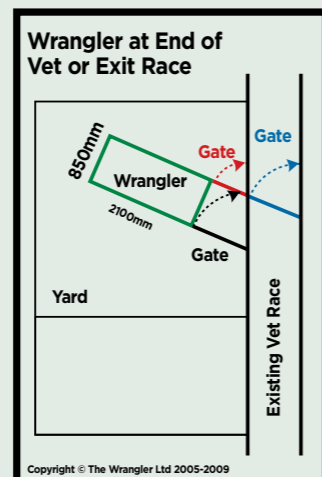 Wrangler at End of
Vet or Exit Race
Gate
Gate
850mm
Wrangler
2100mm
Gate
Yard
Existing Vet Race
Copyright © The Wrangler Ltd 2005-2009